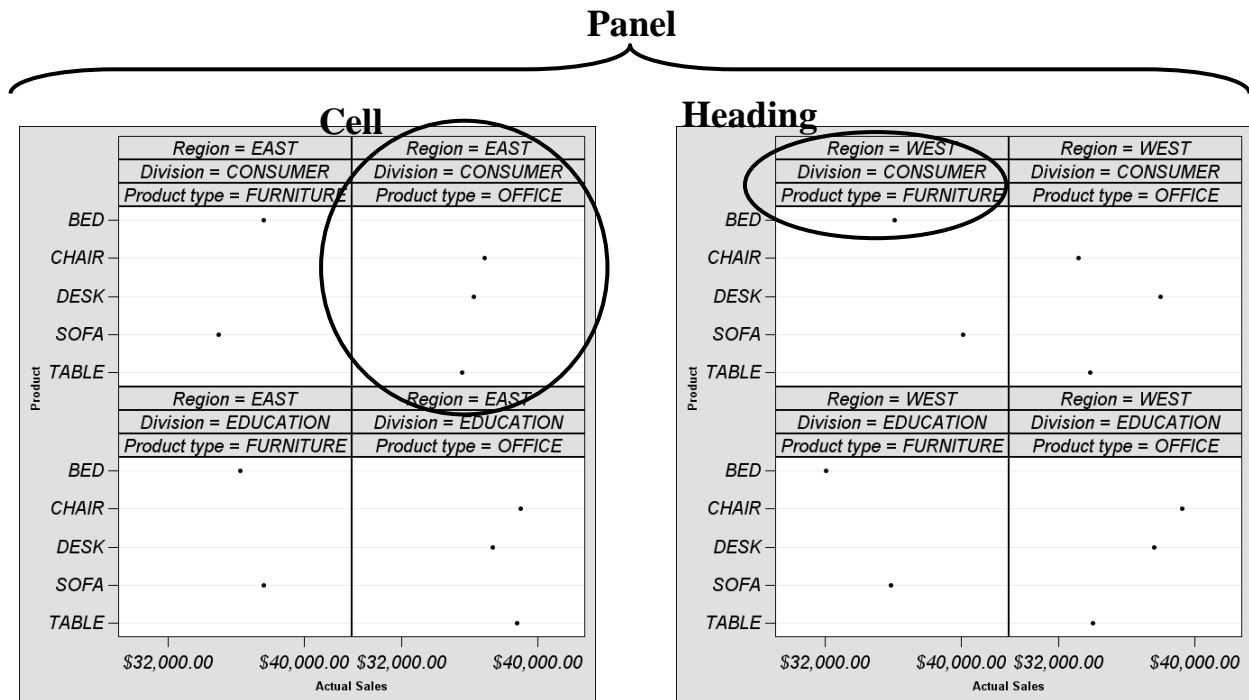 Panel
Cell
Heading
Region = EAST Region = EAST
Division = CONSUMER Division = CONSUMER
Product type = FURNITURE Product type = OFFICE
BED
CHAIR
DESK
SOFA
TABLE
Product
Region = EAST Region = EAST
Division = EDUCATION Division = EDUCATION
Product type = FURNITURE Product type = OFFICE
BED
CHAIR
DESK
SOFA
TABLE
$32,000.00 $40,000.00 $32,000.00 $40,000.00
Actual Sales
Region = WEST Region = WEST
Division = CONSUMER Division = CONSUMER
Product type = FURNITURE Product type = OFFICE
BED
CHAIR
DESK
SOFA
TABLE
Product
Region = WEST Region = WEST
Division = EDUCATION Division = EDUCATION
Product type = FURNITURE Product type = OFFICE
BED
CHAIR
DESK
SOFA
TABLE
$32,000.00 $40,000.00 $32,000.00 $40,000.00
Actual Sales